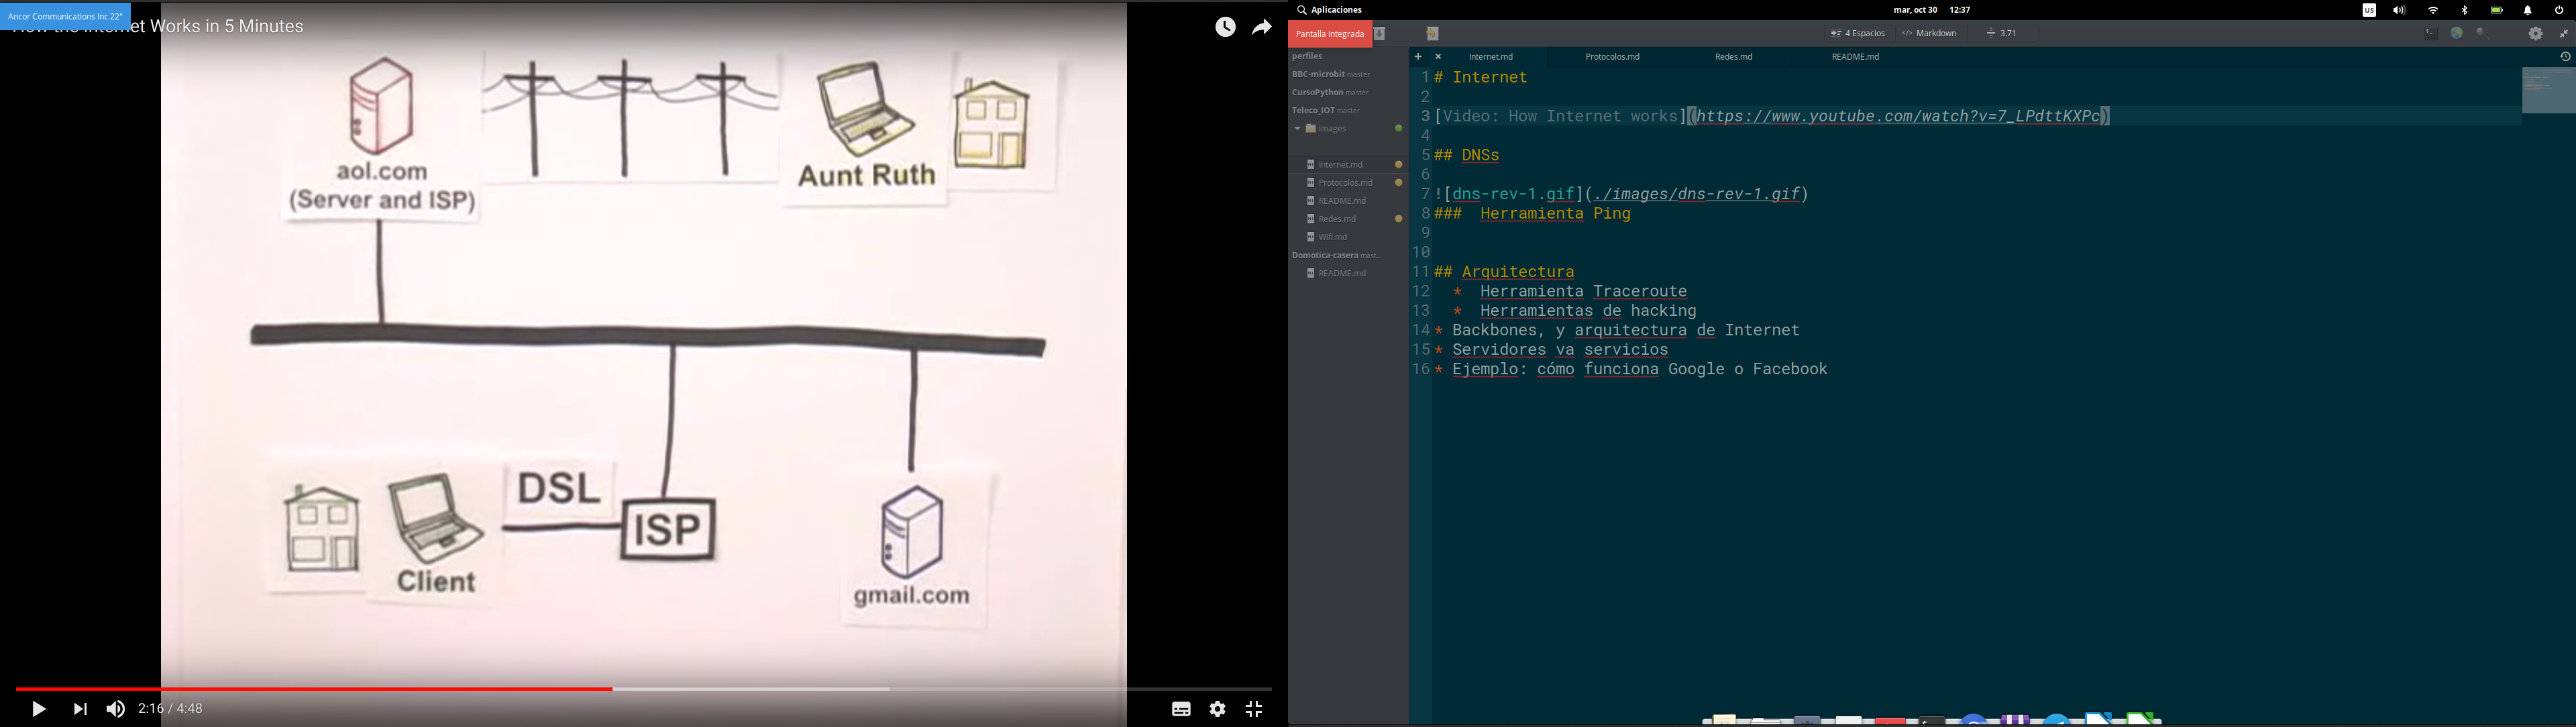 Ancor Communications Inc 22"
et Works in 5 Minutes
aol.com
(Server and ISP)
Aunt Ruth
DSL
ISP
Client
gmail.com
2:16 / 4:48
Aplicaciones
mar, oct 30 12:37
us
Pantalla integrada
4 Espacios
Markdown
3.71
perfiles
BBC-microbit master
CursoPython master
Teleco_IOT master
images
Internet.md
Protocolos.md
README.md
Redes.md
Wifi.md
Domotica-casera mast...
README.md
Internet.md
Protocolos.md
Redes.md
README.md
1 # Internet
2
3 [Video: How Internet works](https://www.youtube.com/watch?v=7_LPdttKXPc)
4
5 ## DNSs
6
7 ![dns-rev-1.gif](./images/dns-rev-1.gif)
8 ###  Herramienta Ping
9
10
11 ## Arquitectura
12   *  Herramienta Traceroute
13   *  Herramientas de hacking
14 * Backbones, y arquitectura de Internet
15 * Servidores va servicios
16 * Ejemplo: cómo funciona Google o Facebook